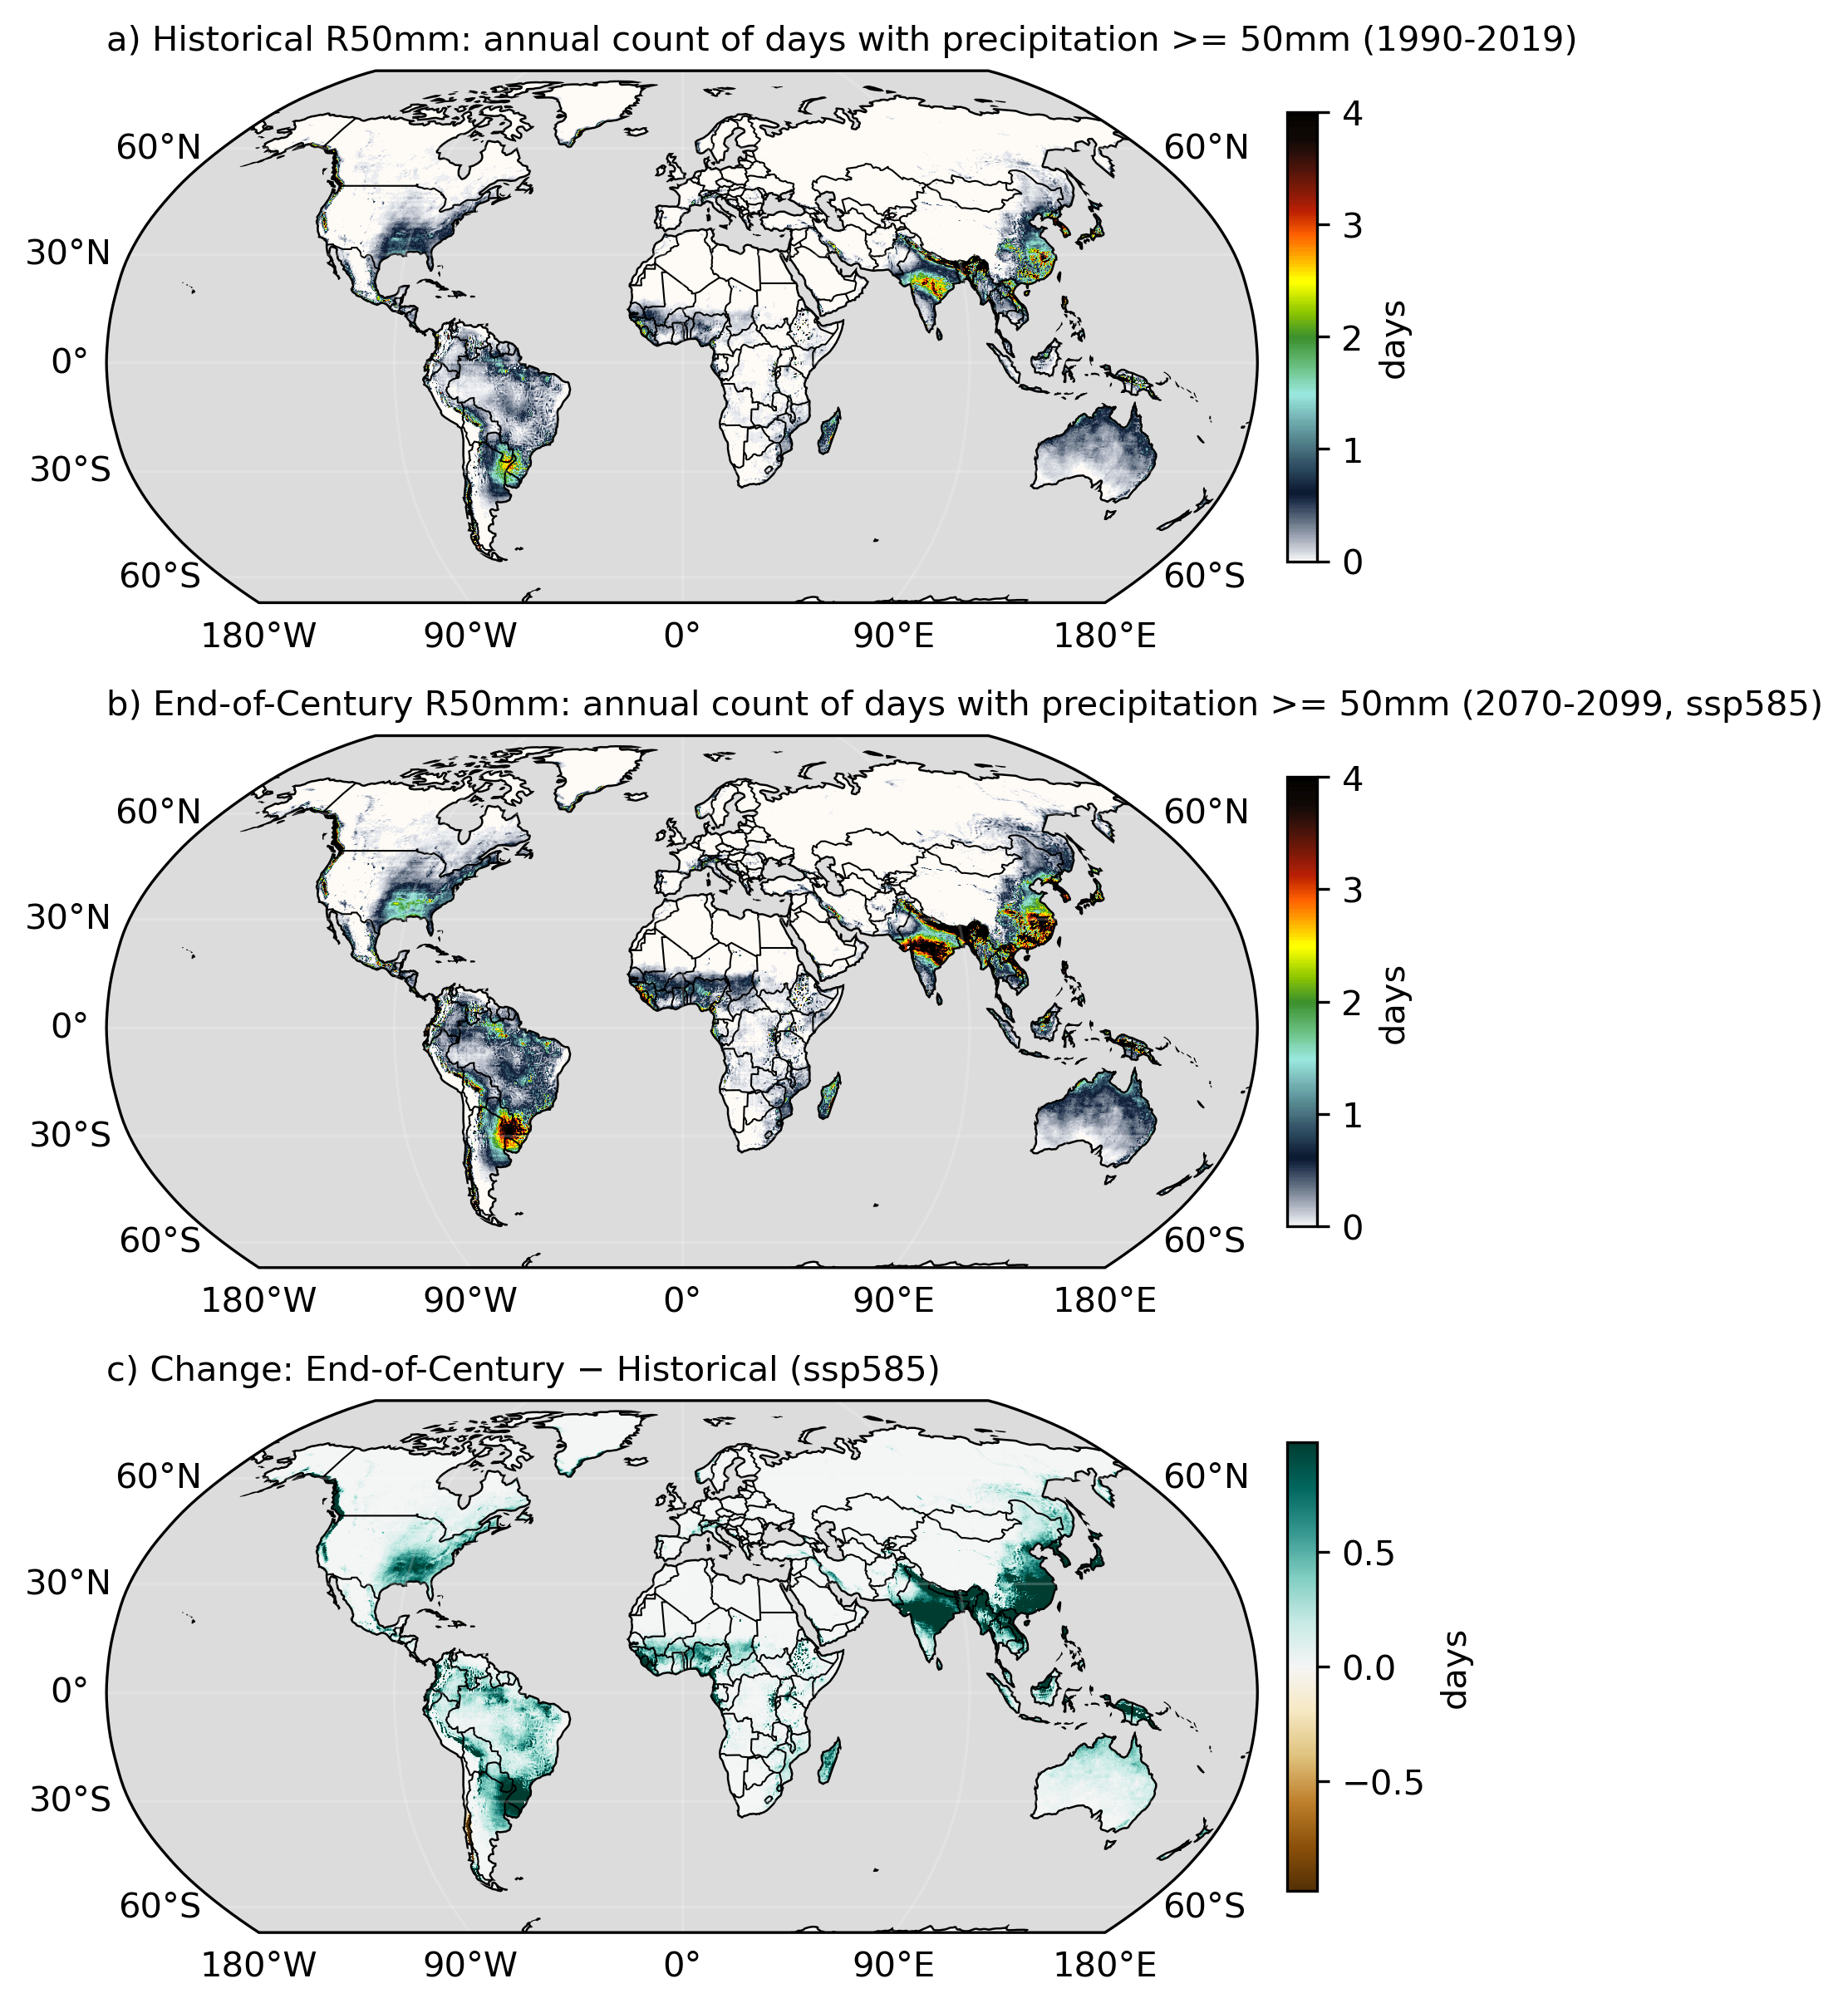 a) Historical R50mm: annual count of days with precipitation >= 50mm (1990-2019)
60°N
60°N
30°N
0°
30°S
60°S
60°S
180°W
90°W
0°
90°E
180°E
4
3
2
1
0
days
b) End-of-Century R50mm: annual count of days with precipitation >= 50mm (2070-2099, ssp585)
60°N
60°N
30°N
0°
30°S
60°S
60°S
180°W
90°W
0°
90°E
180°E
4
3
2
1
0
days
c) Change: End-of-Century − Historical (ssp585)
60°N
60°N
30°N
0°
30°S
60°S
60°S
180°W
90°W
0°
90°E
180°E
0.5
0.0
−0.5
days